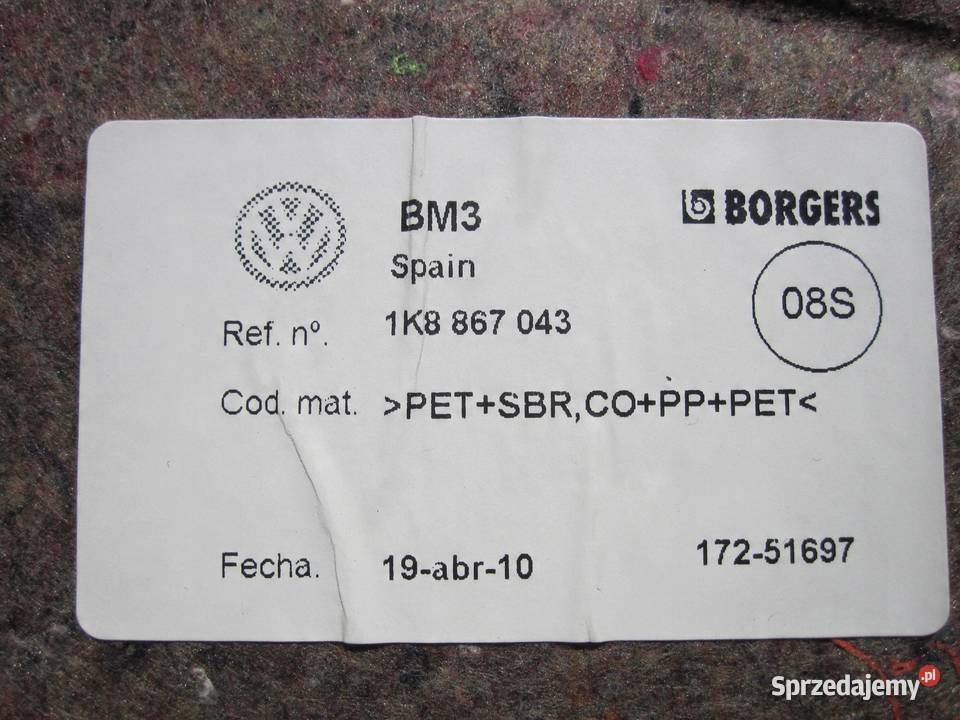 BM3
BORGERS
Spain
08S
Ref. nº. 1K8 867 043
Cod. mat. >PET+SBR,CO+PP+PET<
Fecha. 19-abr-10 172-51697
Sprzedajemy.pl